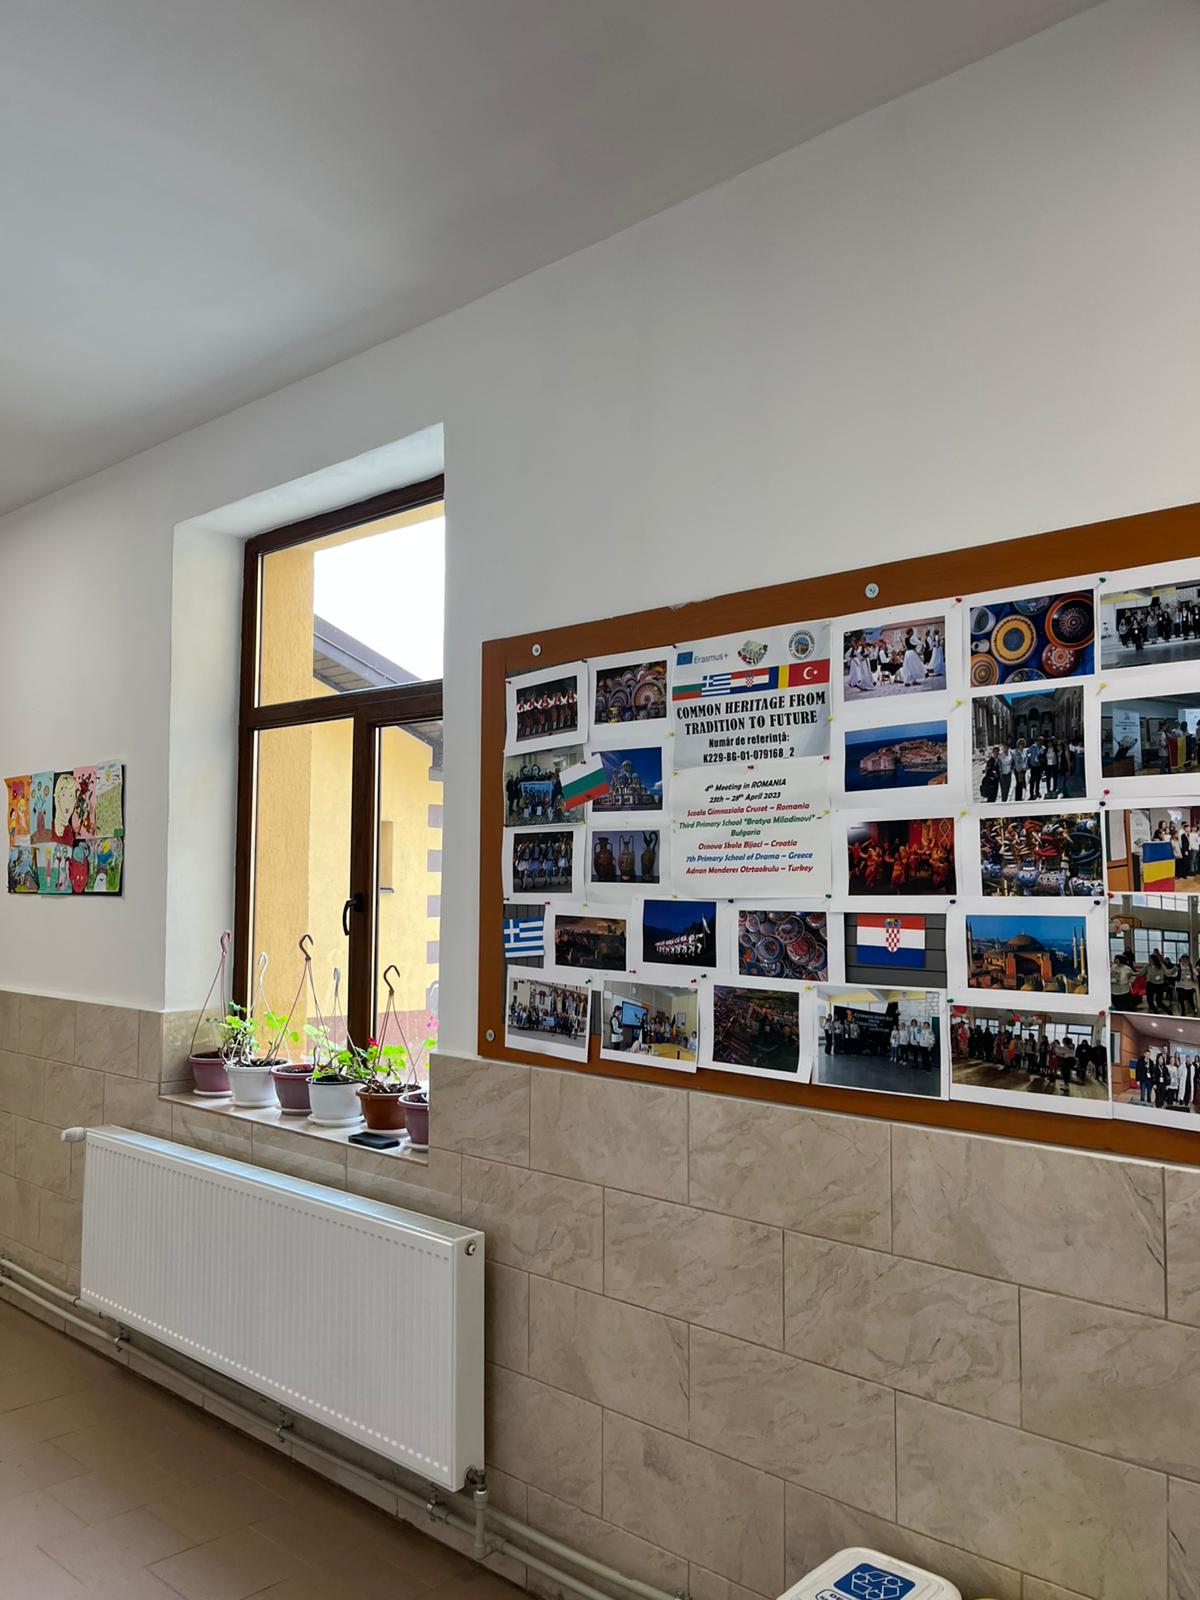 Erasmus+
COMMON HERITAGE FROM
TRADITION TO FUTURE
Număr de referință:
K229-BG-01-079168_2
4th Meeting in ROMANIA
23th – 29th April 2023
Scoala Gimnaziala Cruset – Romania
Third Primary School "Bratya Miladinovi" –
Bulgaria
Osnova Skola Bijaci – Croatia
7th Primary School of Drama – Greece
Adnan Menderes Otrtaokulu – Turkey